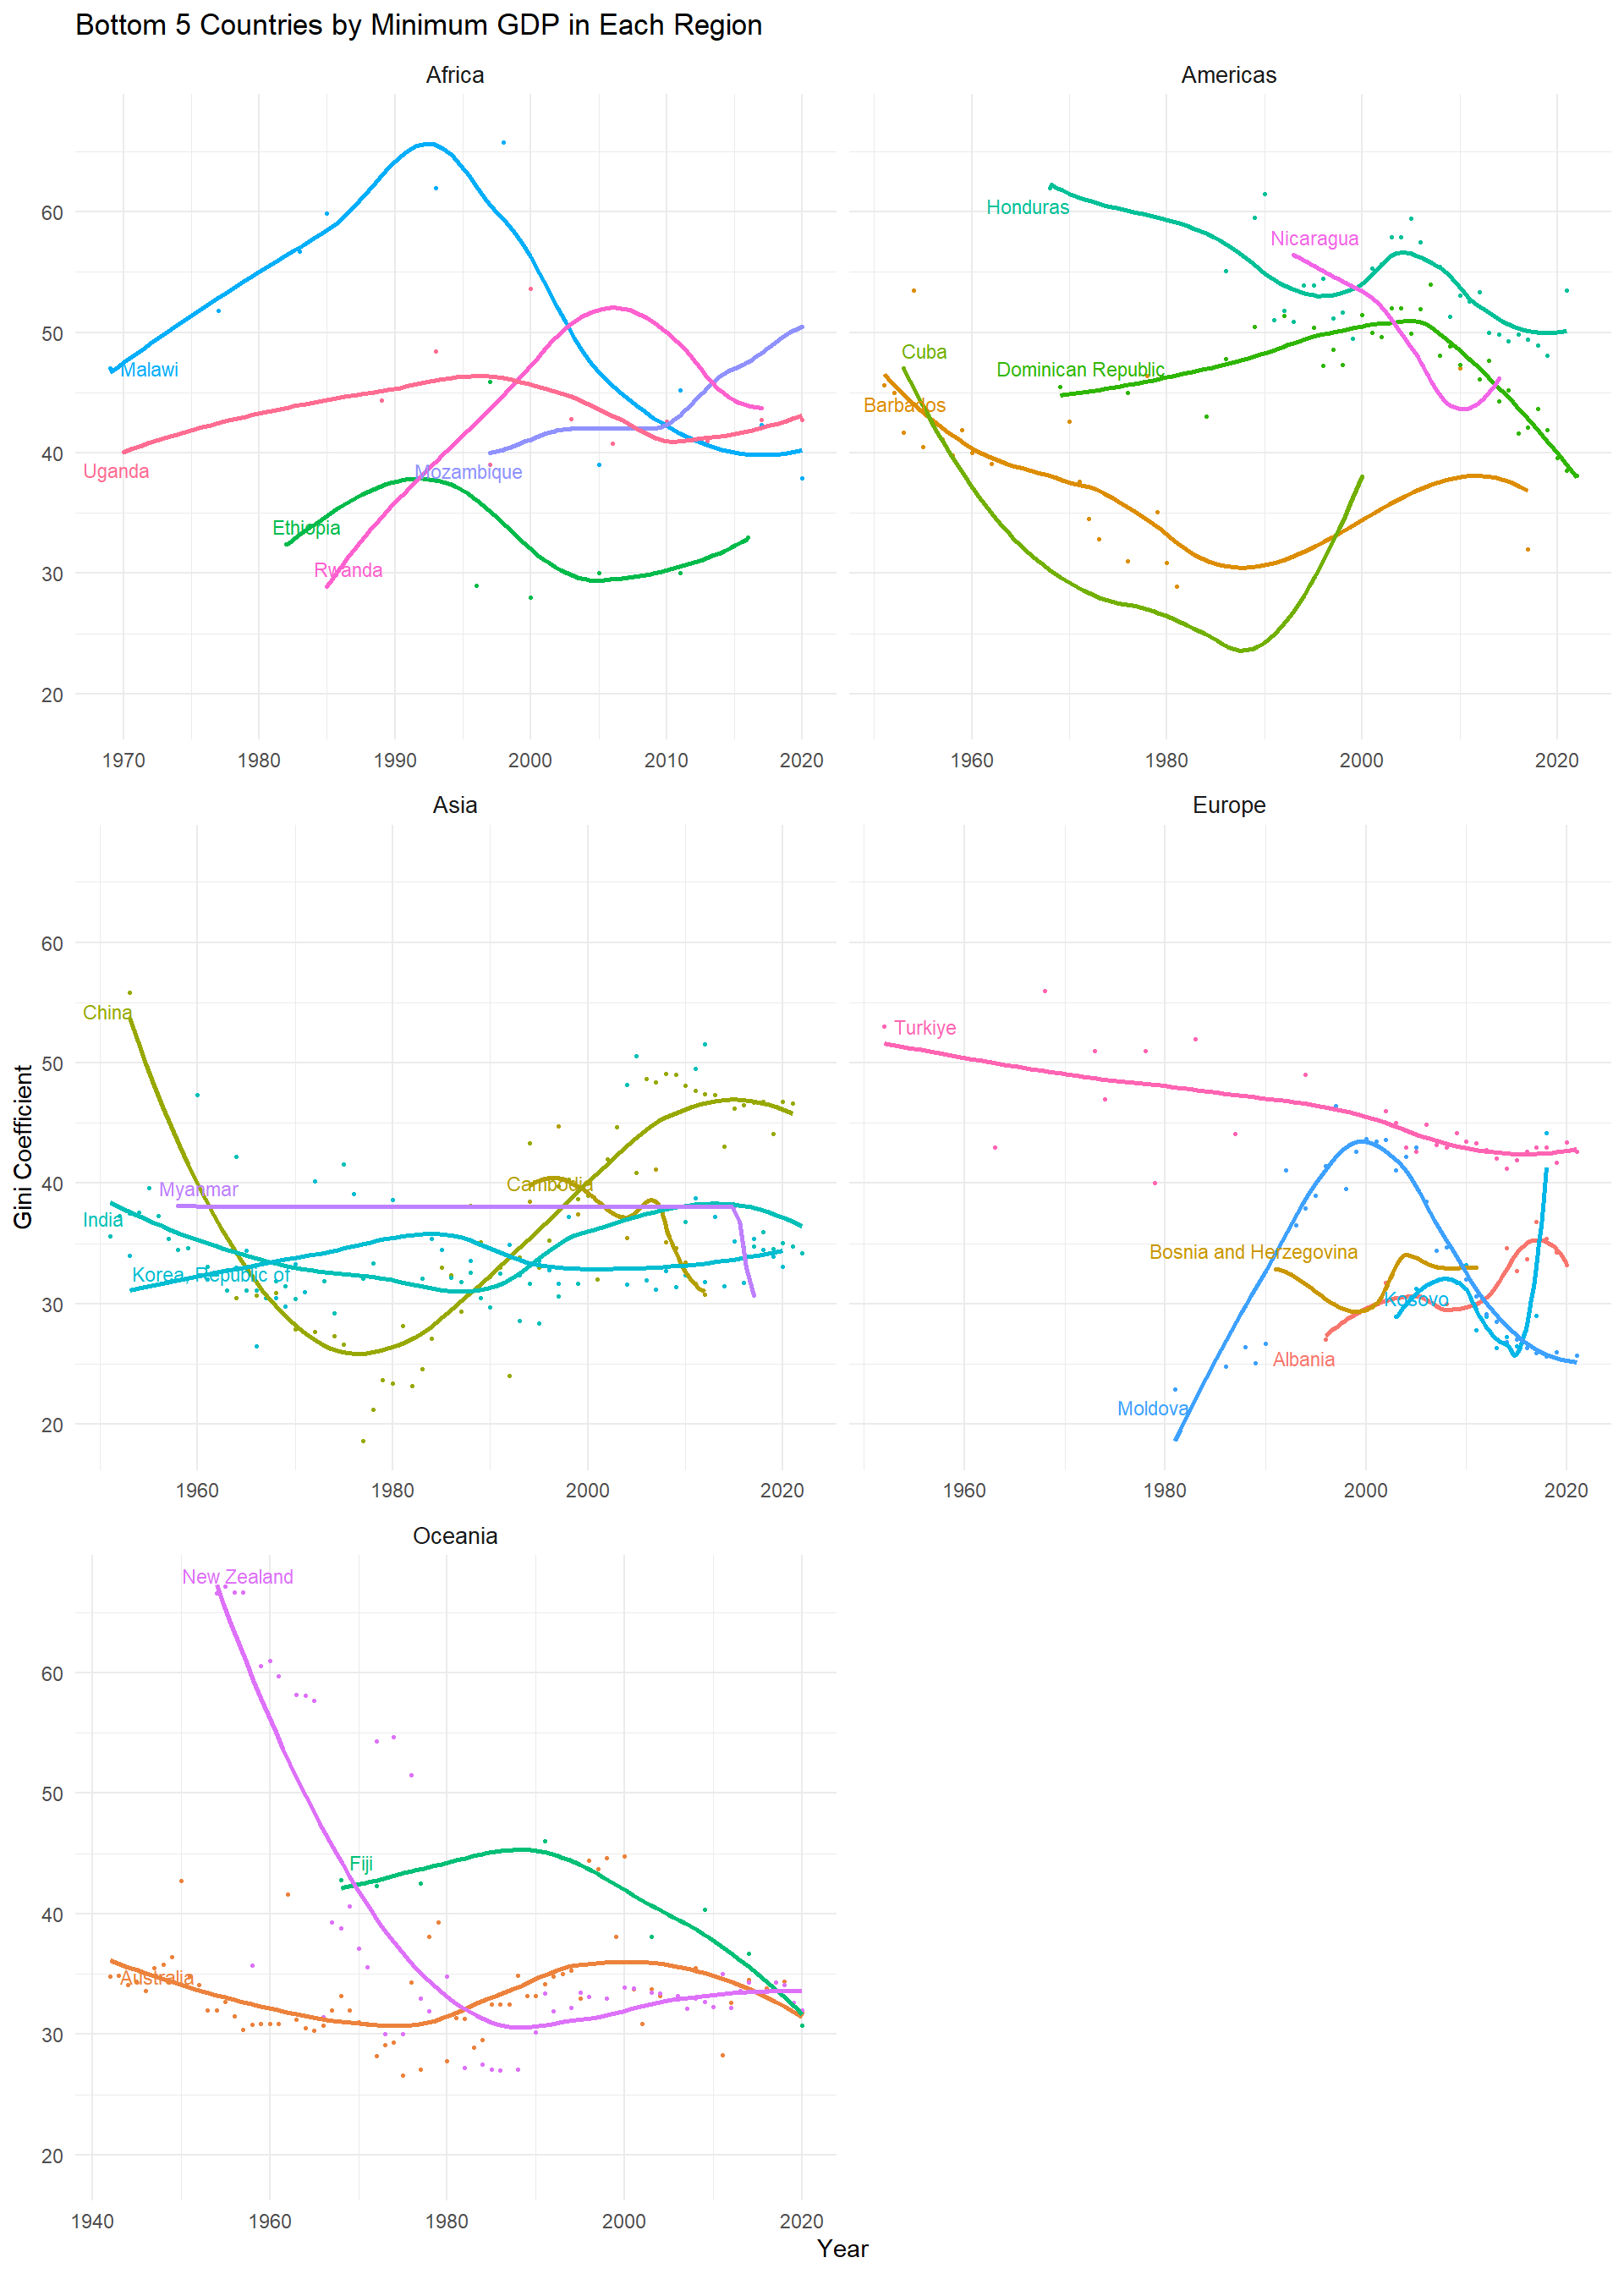 Bottom 5 Countries by Minimum GDP in Each Region
Africa
Americas
60
50
40
30
20
Malawi
Uganda
Mozambique
Ethiopia
Rwanda
1970 1980 1990 2000 2010 2020
Honduras
Nicaragua
Cuba
Dominican Republic
Barbados
1960 1980 2000 2020
Asia
Europe
Gini Coefficient
60
50
40
30
20
China
Cambodia
Myanmar
India
Korea, Republic of
1960 1980 2000 2020
Turkiye
Bosnia and Herzegovina
Kosovo
Albania
Moldova
1960 1980 2000 2020
Oceania
60
50
40
30
20
New Zealand
Fiji
Australia
1940 1960 1980 2000 2020
Year